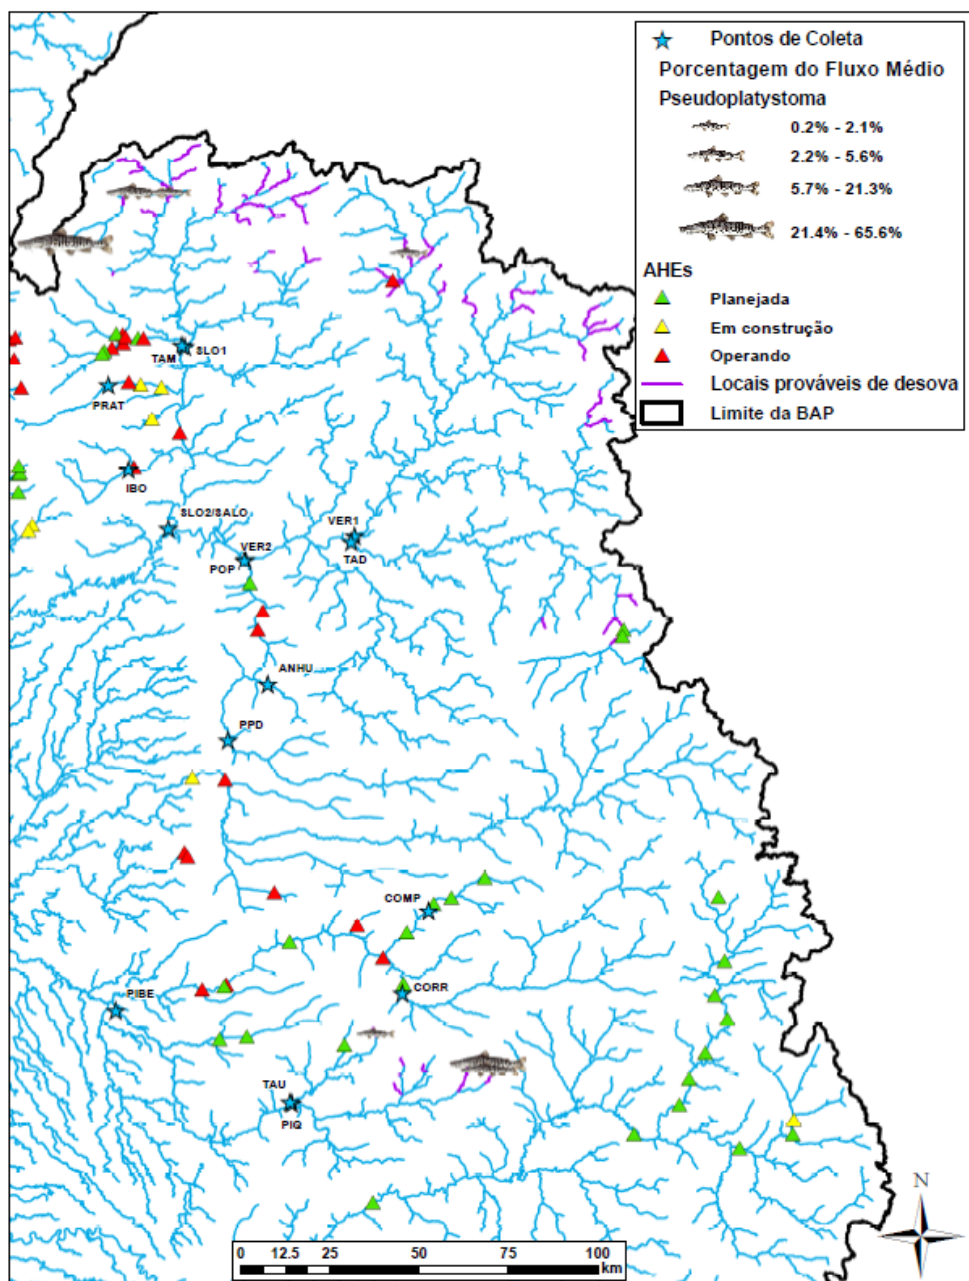 Pontos de Coleta
Porcentagem do Fluxo Médio
Pseudoplatystoma
0.2% - 2.1%
2.2% - 5.6%
5.7% - 21.3%
21.4% - 65.6%
AHEs
Planejada
Em construção
Operando
Locais prováveis de desova
Limite da BAP
SLO1
TAM
PRAT
IBO
SLO2/SALO
VER1
VER2
TAD
POP
ANHU
PPD
COMP
CORR
PIBE
TAU
PIQ
N
0 12.5 25 50 75 100
km